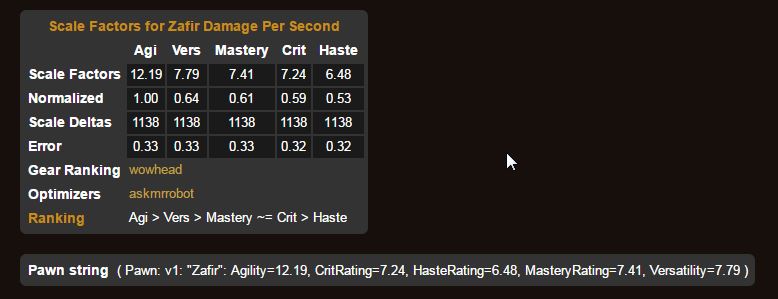 Scale Factors for Zafir Damage Per Second
Agi Vers Mastery Crit Haste
Scale Factors 12.19 7.79 7.41 7.24 6.48
Normalized 1.00 0.64 0.61 0.59 0.53
Scale Deltas 1138 1138 1138 1138 1138
Error 0.33 0.33 0.33 0.32 0.32
Gear Ranking wowhead
Optimizers askmrrobot
Ranking Agi > Vers > Mastery ~= Crit > Haste
Pawn string ( Pawn: v1: "Zafir": Agility=12.19, CritRating=7.24, HasteRating=6.48, MasteryRating=7.41, Versatility=7.79 )